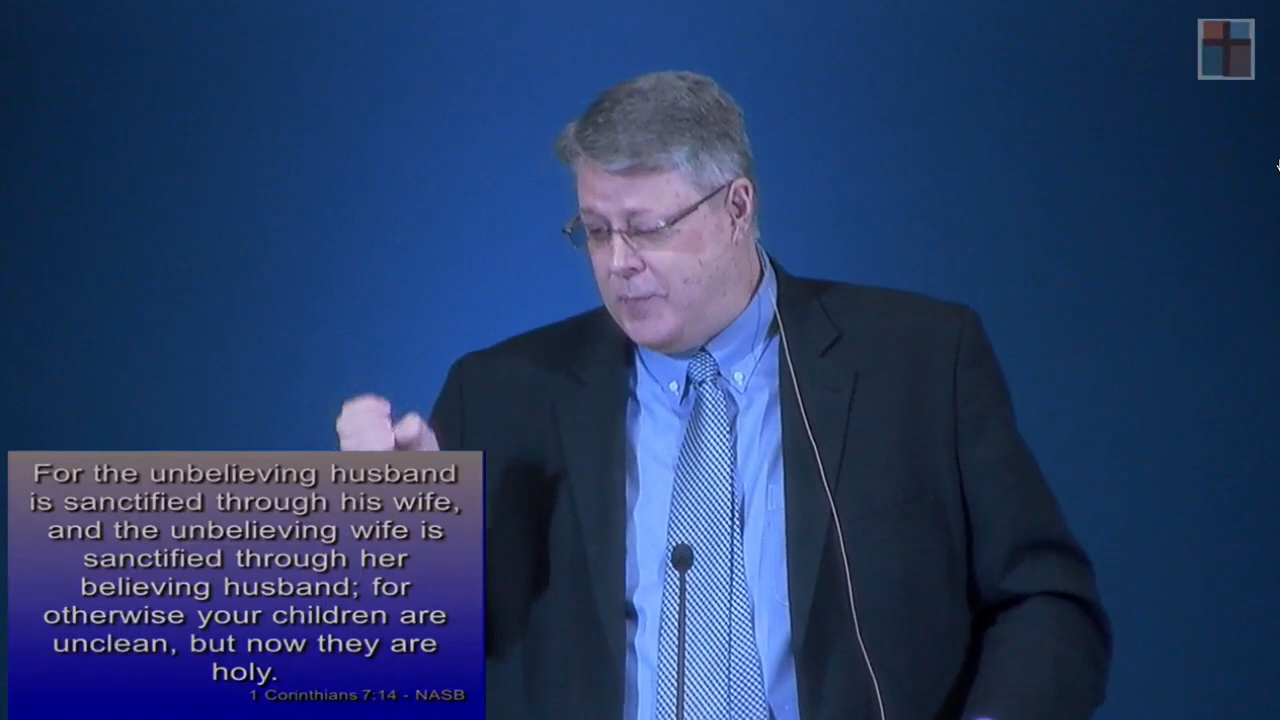 For the unbelieving husband
is sanctified through his wife,
and the unbelieving wife is
sanctified through her
believing husband; for
otherwise your children are
unclean, but now they are
holy.
1 Corinthians 7:14 - NASB